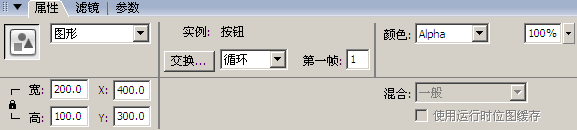 属性 滤镜 参数
图形 实例: 按钮 颜色: Alpha 100%
交换... 循环 第一帧: 1
宽: 200.0 X: 400.0 混合: 一般
高: 100.0 Y: 300.0 使用运行时位图缓存